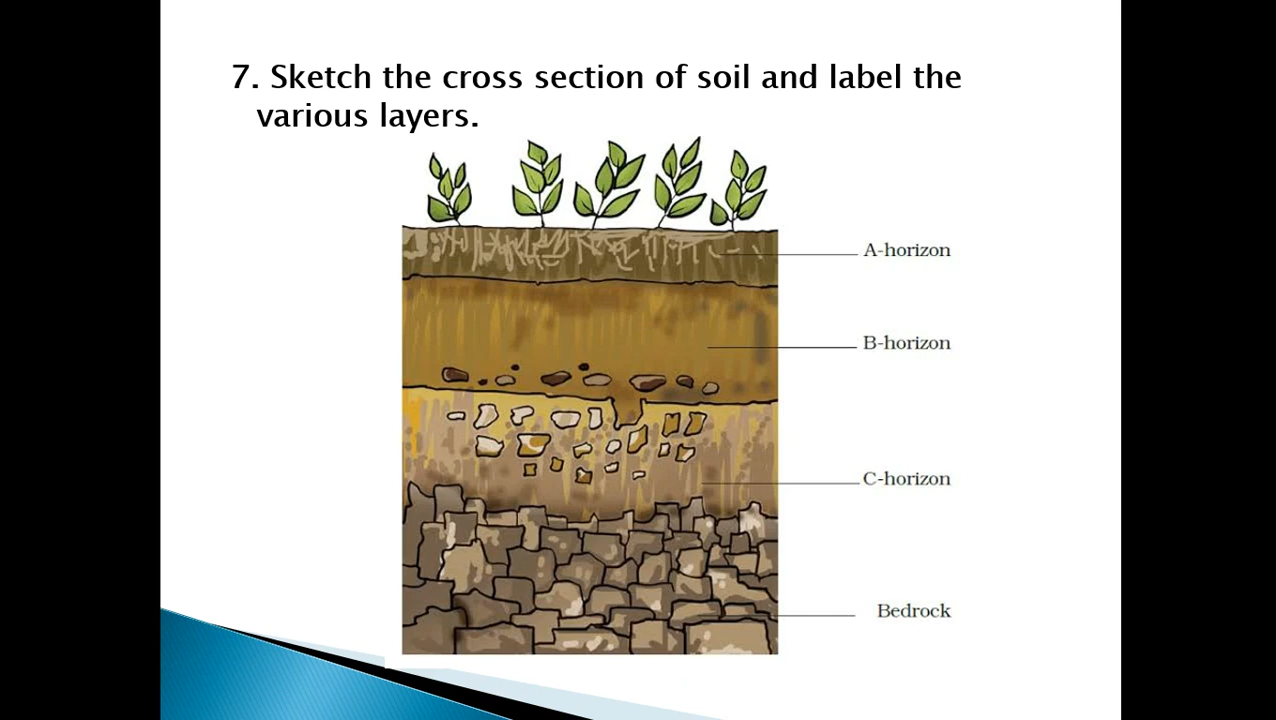 7. Sketch the cross section of soil and label the
various layers.
A-horizon
B-horizon
C-horizon
Bedrock